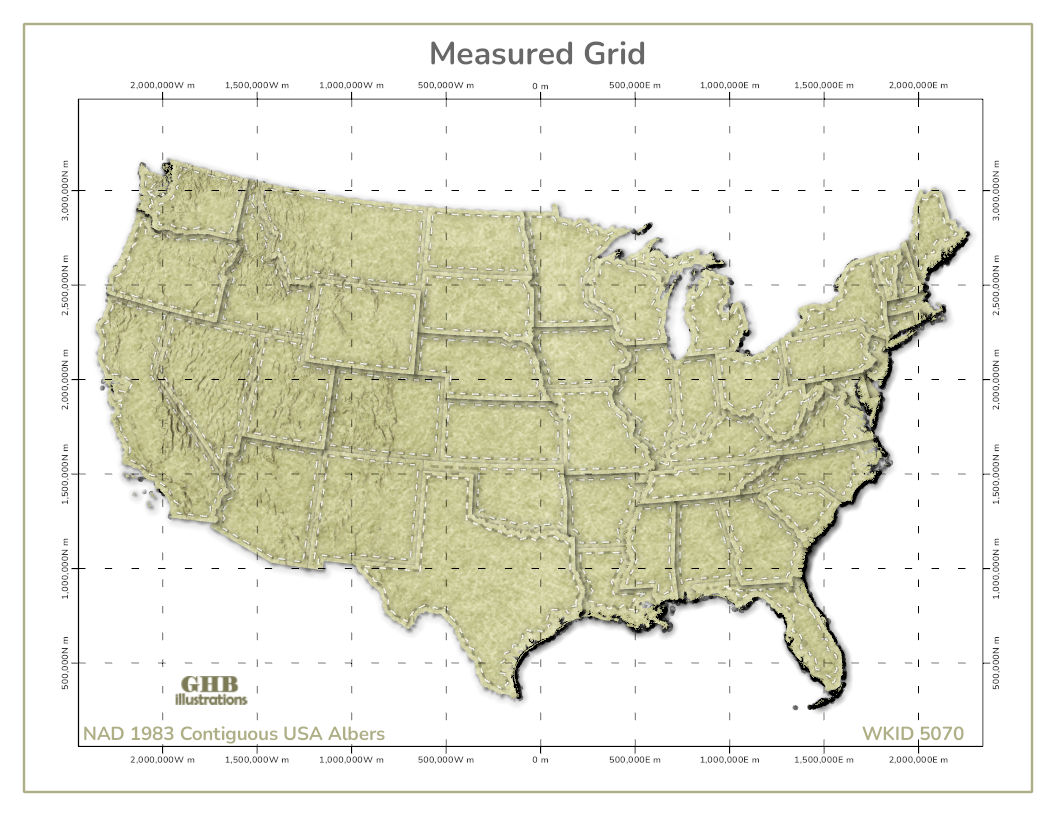 Measured Grid
2,000,000W m 1,500,000W m 1,000,000W m 500,000W m 0 m 500,000E m 1,000,000E m 1,500,000E m 2,000,000E m
3,000,000N m 3,000,000N m
2,500,000N m 2,500,000N m
2,000,000N m 2,000,000N m
1,500,000N m 1,500,000N m
1,000,000N m 1,000,000N m
500,000N m 500,000N m
GHB
illustrations
NAD 1983 Contiguous USA Albers WKID 5070
2,000,000W m 1,500,000W m 1,000,000W m 500,000W m 0 m 500,000E m 1,000,000E m 1,500,000E m 2,000,000E m